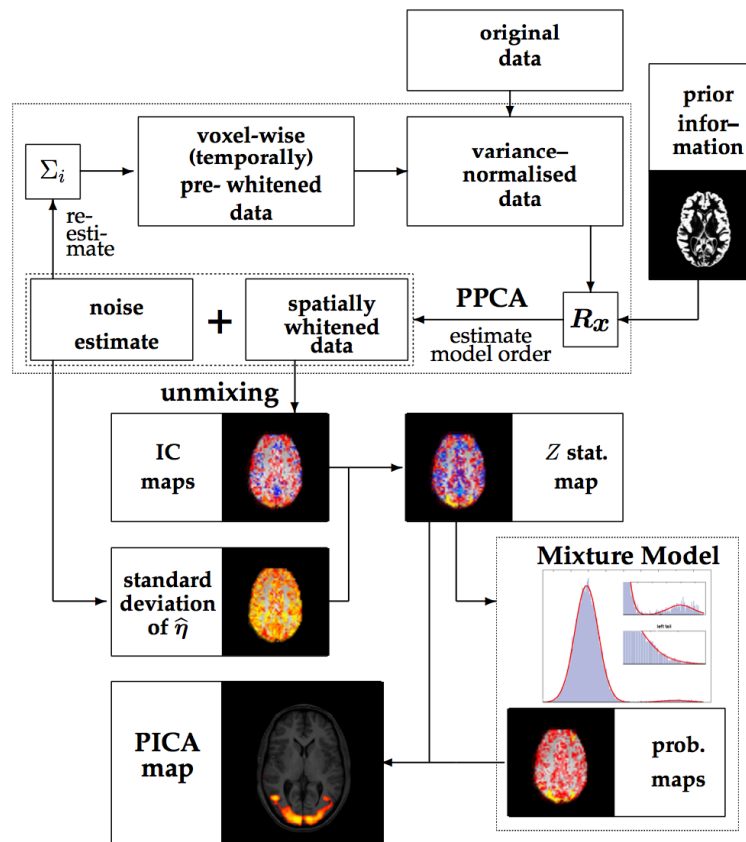 original
data
prior
infor–
mation
voxel-wise
(temporally)
pre- whitened
data
variance–
normalised
data
Σi
re-
esti-
mate
noise
estimate
+
spatially
whitened
data
PPCA
estimate
model order
Rx
unmixing
IC
maps
Z stat.
map
standard
deviation
of η̂
Mixture Model
left tail
PICA
map
prob.
maps